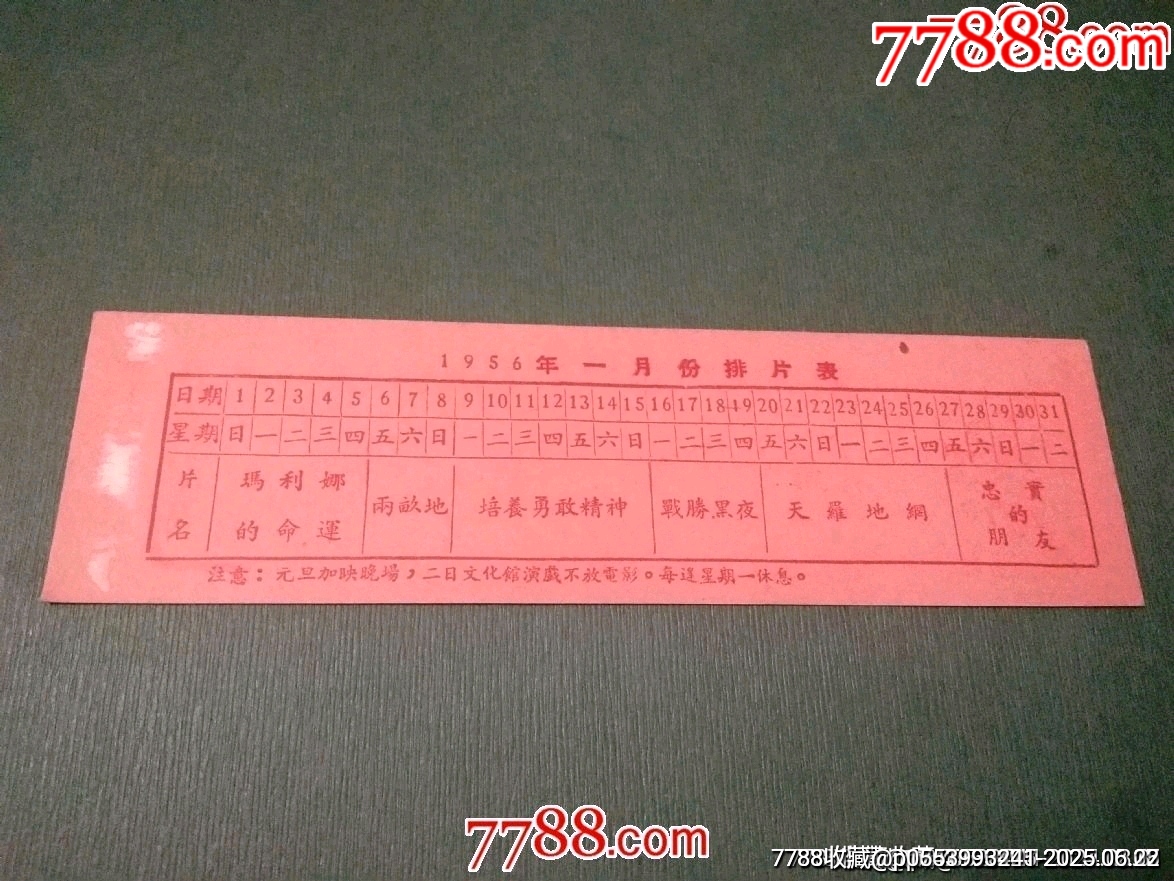 7788.com
1956年一月份排片表
日期 1 2 3 4 5 6 7 8 9 10 11 12 13 14 15 16 17 18 19 20 21 22 23 24 25 26 27 28 29 30 31
星期 日 一 二 三 四 五 六 日 一 二 三 四 五 六 日 一 二 三 四 五 六 日 一 二 三 四 五 六 日 一 二
片名 瑪利娜的命運 兩畝地 培養勇敢精神 戰勝黑夜 天羅地網 忠實的朋友
注意：元旦加映晚場，二日文化館演戲不放電影。每逢星期一休息。
7788.com